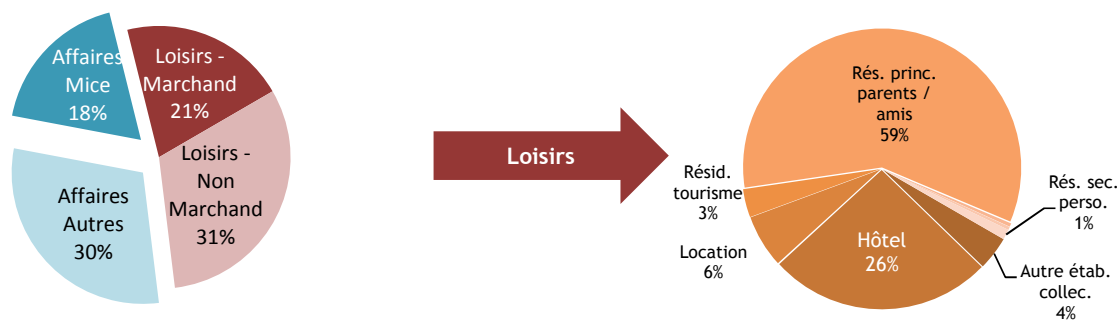 Affaires
Mice
18%
Loisirs -
Marchand
21%
Loisirs -
Non
Marchand
31%
Affaires
Autres
30%
Loisirs
Rés. princ.
parents /
amis
59%
Rés. sec.
perso.
1%
Autre étab.
collec.
4%
Hôtel
26%
Location
6%
Résid.
tourisme
3%